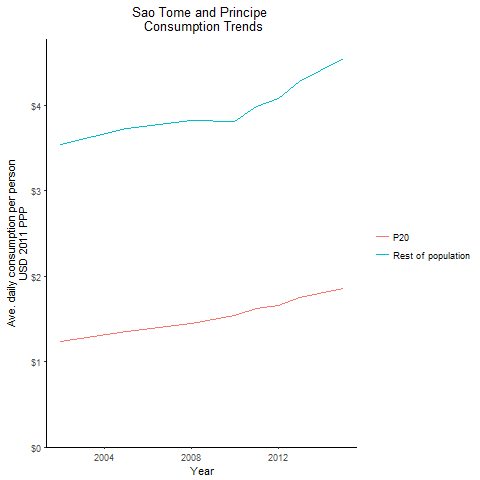 Sao Tome and Principe
Consumption Trends
Ave. daily consumption per person
USD 2011 PPP
$4
$3
$2
$1
$0
2004 2008 2012
Year
P20
Rest of population